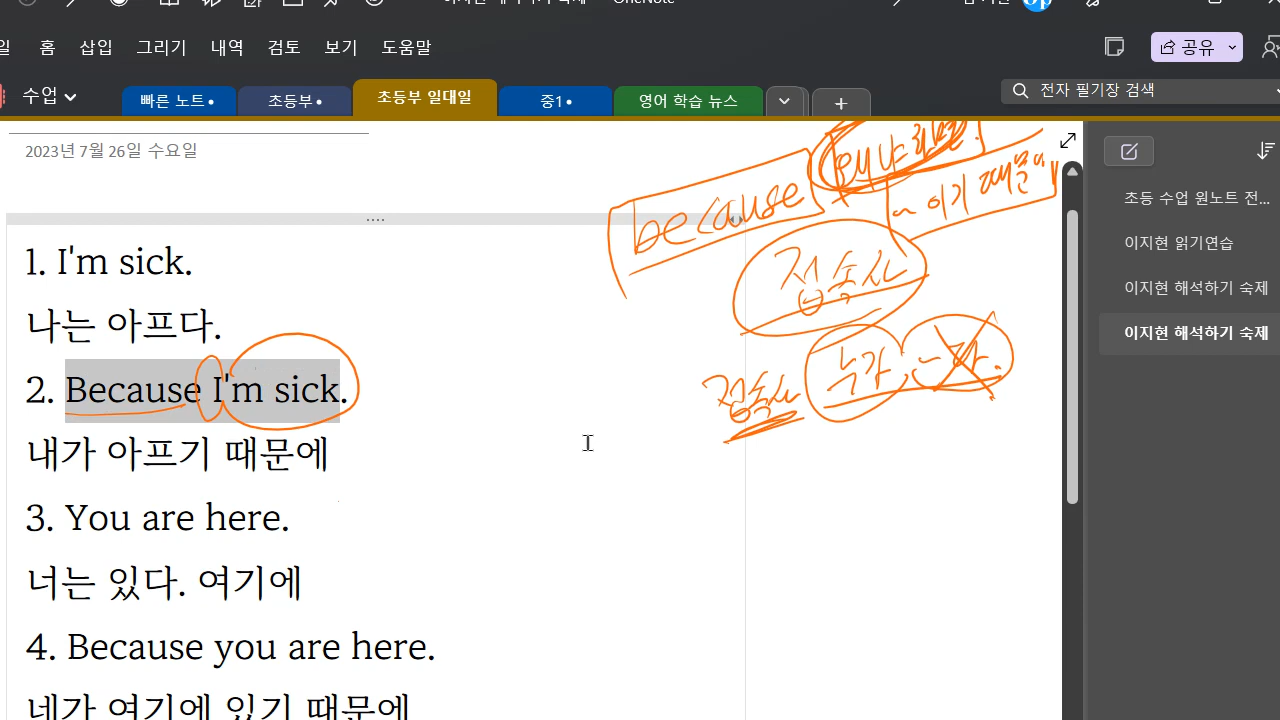 OneNote
홈 삽입 그리기 내역 검토 보기 도움말
공유
수업
빠른 노트
초등부
초등부 일대일
중1
영어 학습 뉴스
+
전자 필기장 검색
2023년 7월 26일 수요일
because 왜냐하면
~ 이기 때문에
접속사
접속사 누가
1. I'm sick.
나는 아프다.
2. Because I'm sick.
내가 아프기 때문에
3. You are here.
너는 있다. 여기에
4. Because you are here.
네가 여기에 있기 때문에
초등 수업 원노트 전...
이지현 읽기연습
이지현 해석하기 숙제
이지현 해석하기 숙제